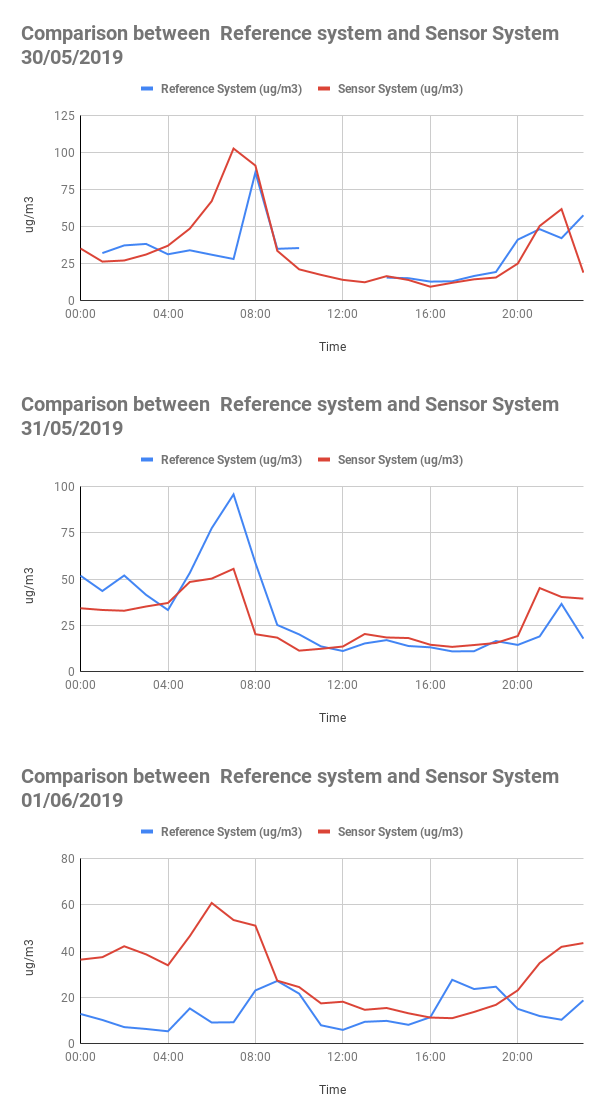 Comparison between  Reference system and Sensor System
30/05/2019
Reference System (ug/m3) Sensor System (ug/m3)
125
100
75
50
25
0
ug/m3
00:00 04:00 08:00 12:00 16:00 20:00
Time
Comparison between  Reference system and Sensor System
31/05/2019
Reference System (ug/m3) Sensor System (ug/m3)
100
75
50
25
0
ug/m3
00:00 04:00 08:00 12:00 16:00 20:00
Time
Comparison between  Reference system and Sensor System
01/06/2019
Reference System (ug/m3) Sensor System (ug/m3)
80
60
40
20
0
ug/m3
00:00 04:00 08:00 12:00 16:00 20:00
Time